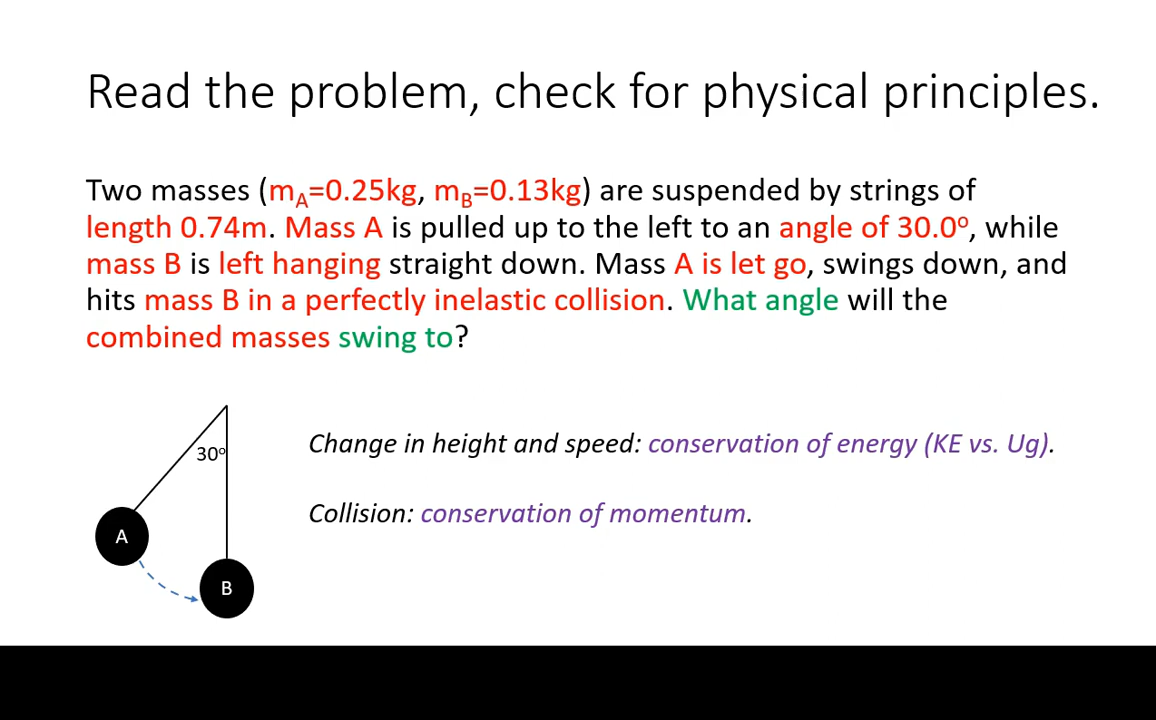 Read the problem, check for physical principles.
Two masses (mA=0.25kg, mB=0.13kg) are suspended by strings of
length 0.74m. Mass A is pulled up to the left to an angle of 30.0º, while
mass B is left hanging straight down. Mass A is let go, swings down, and
hits mass B in a perfectly inelastic collision. What angle will the
combined masses swing to?
30º
Change in height and speed: conservation of energy (KE vs. Ug).
Collision: conservation of momentum.
A
B